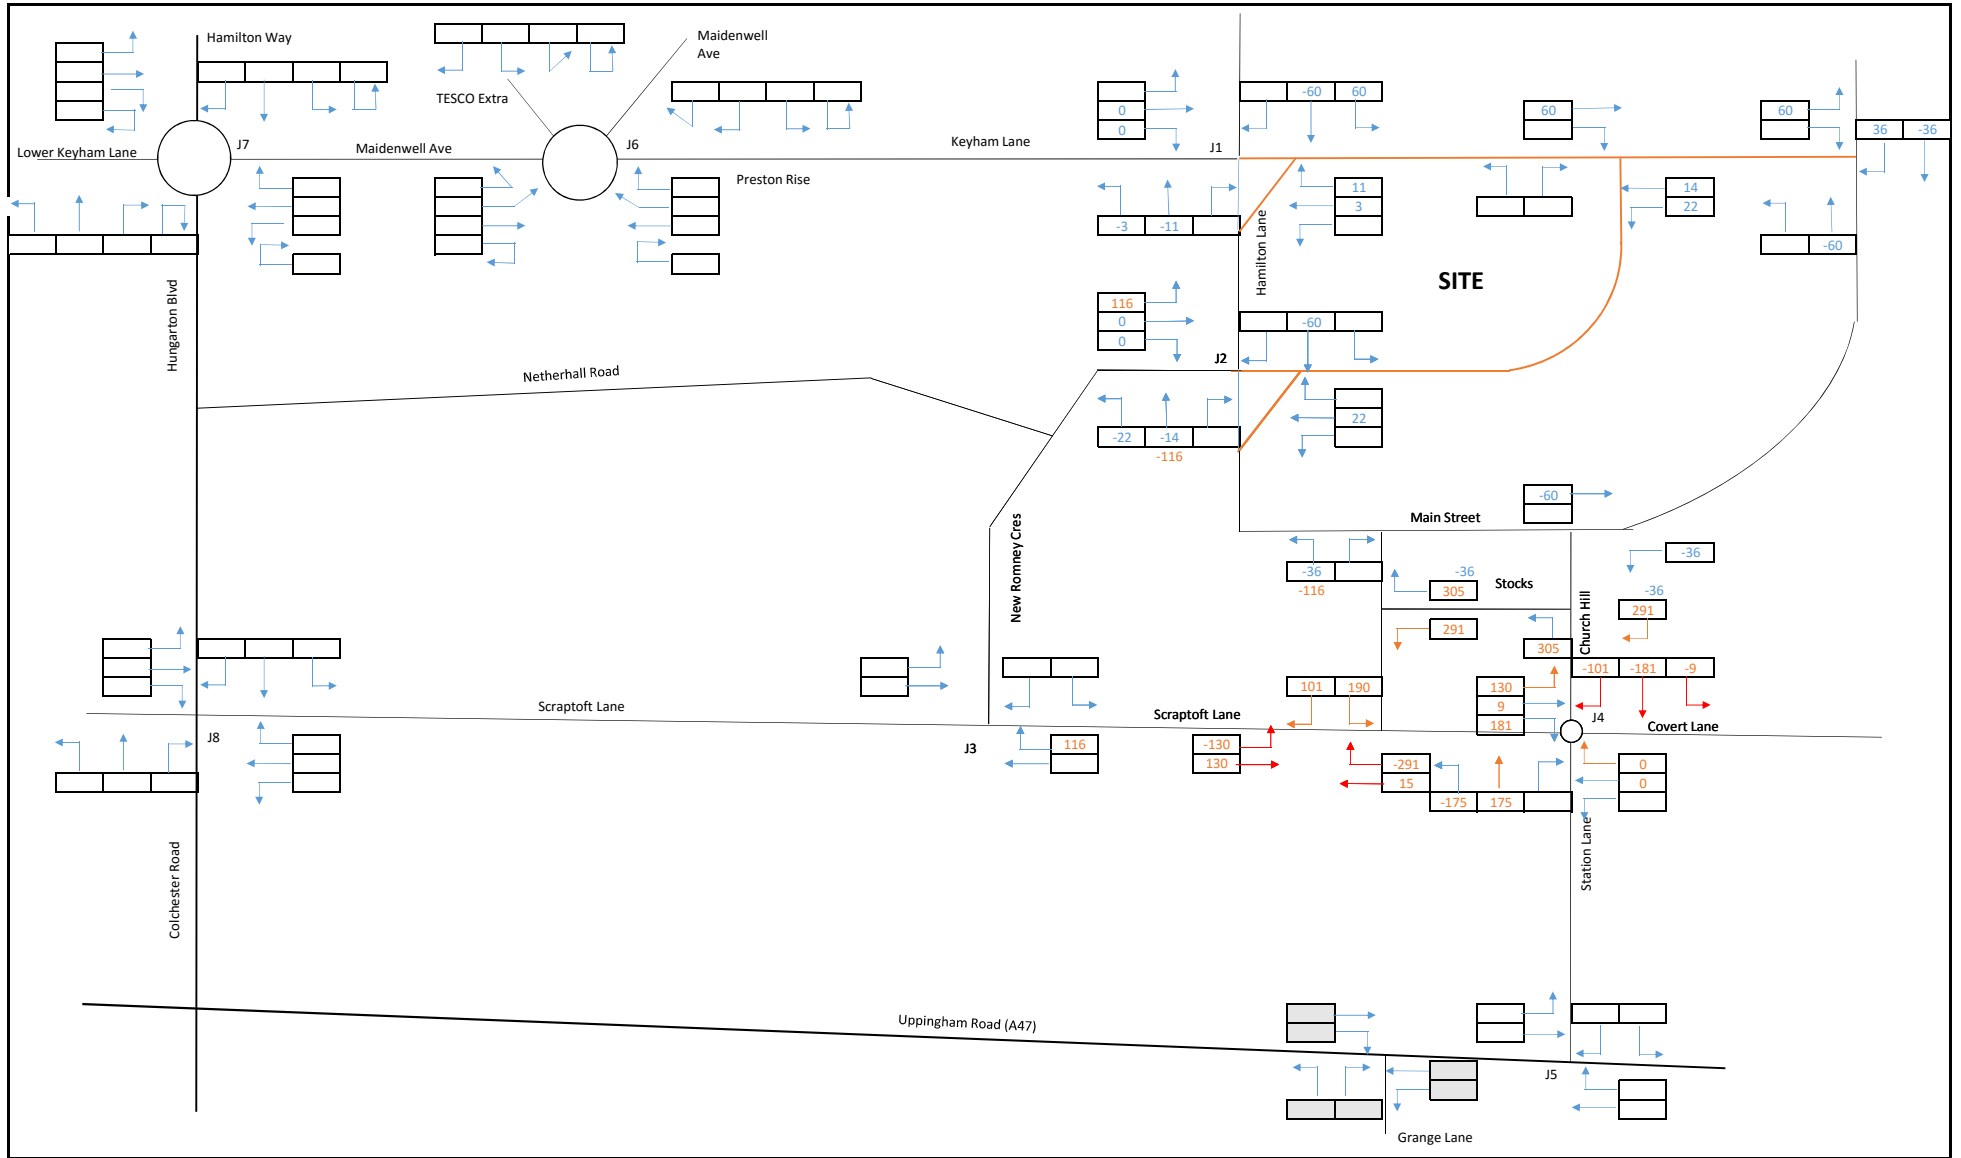 Hamilton Way
Maidenwell
Ave
TESCO Extra
-60 60
0
0
60
60
36 -36
J7
J6
Lower Keyham Lane
Maidenwell Ave
Keyham Lane
J1
Preston Rise
11
3
14
22
-3 -11
-60
Hamilton Lane
SITE
Hungarton Blvd
116
0
0
-60
J2
Netherhall Road
22
-22 -14
-116
-60
Main Street
New Romney Cres
-36
-36
-116
-36
305
Stocks
Church Hill
-36
291
291
305
-101 -181 -9
101 190
130
9
181
Scraptoft Lane
Scraptoft Lane
J4
Covert Lane
J8
J3
116
-130
130
-291
15
0
0
-175 175
Station Lane
Colchester Road
Uppingham Road (A47)
J5
Grange Lane